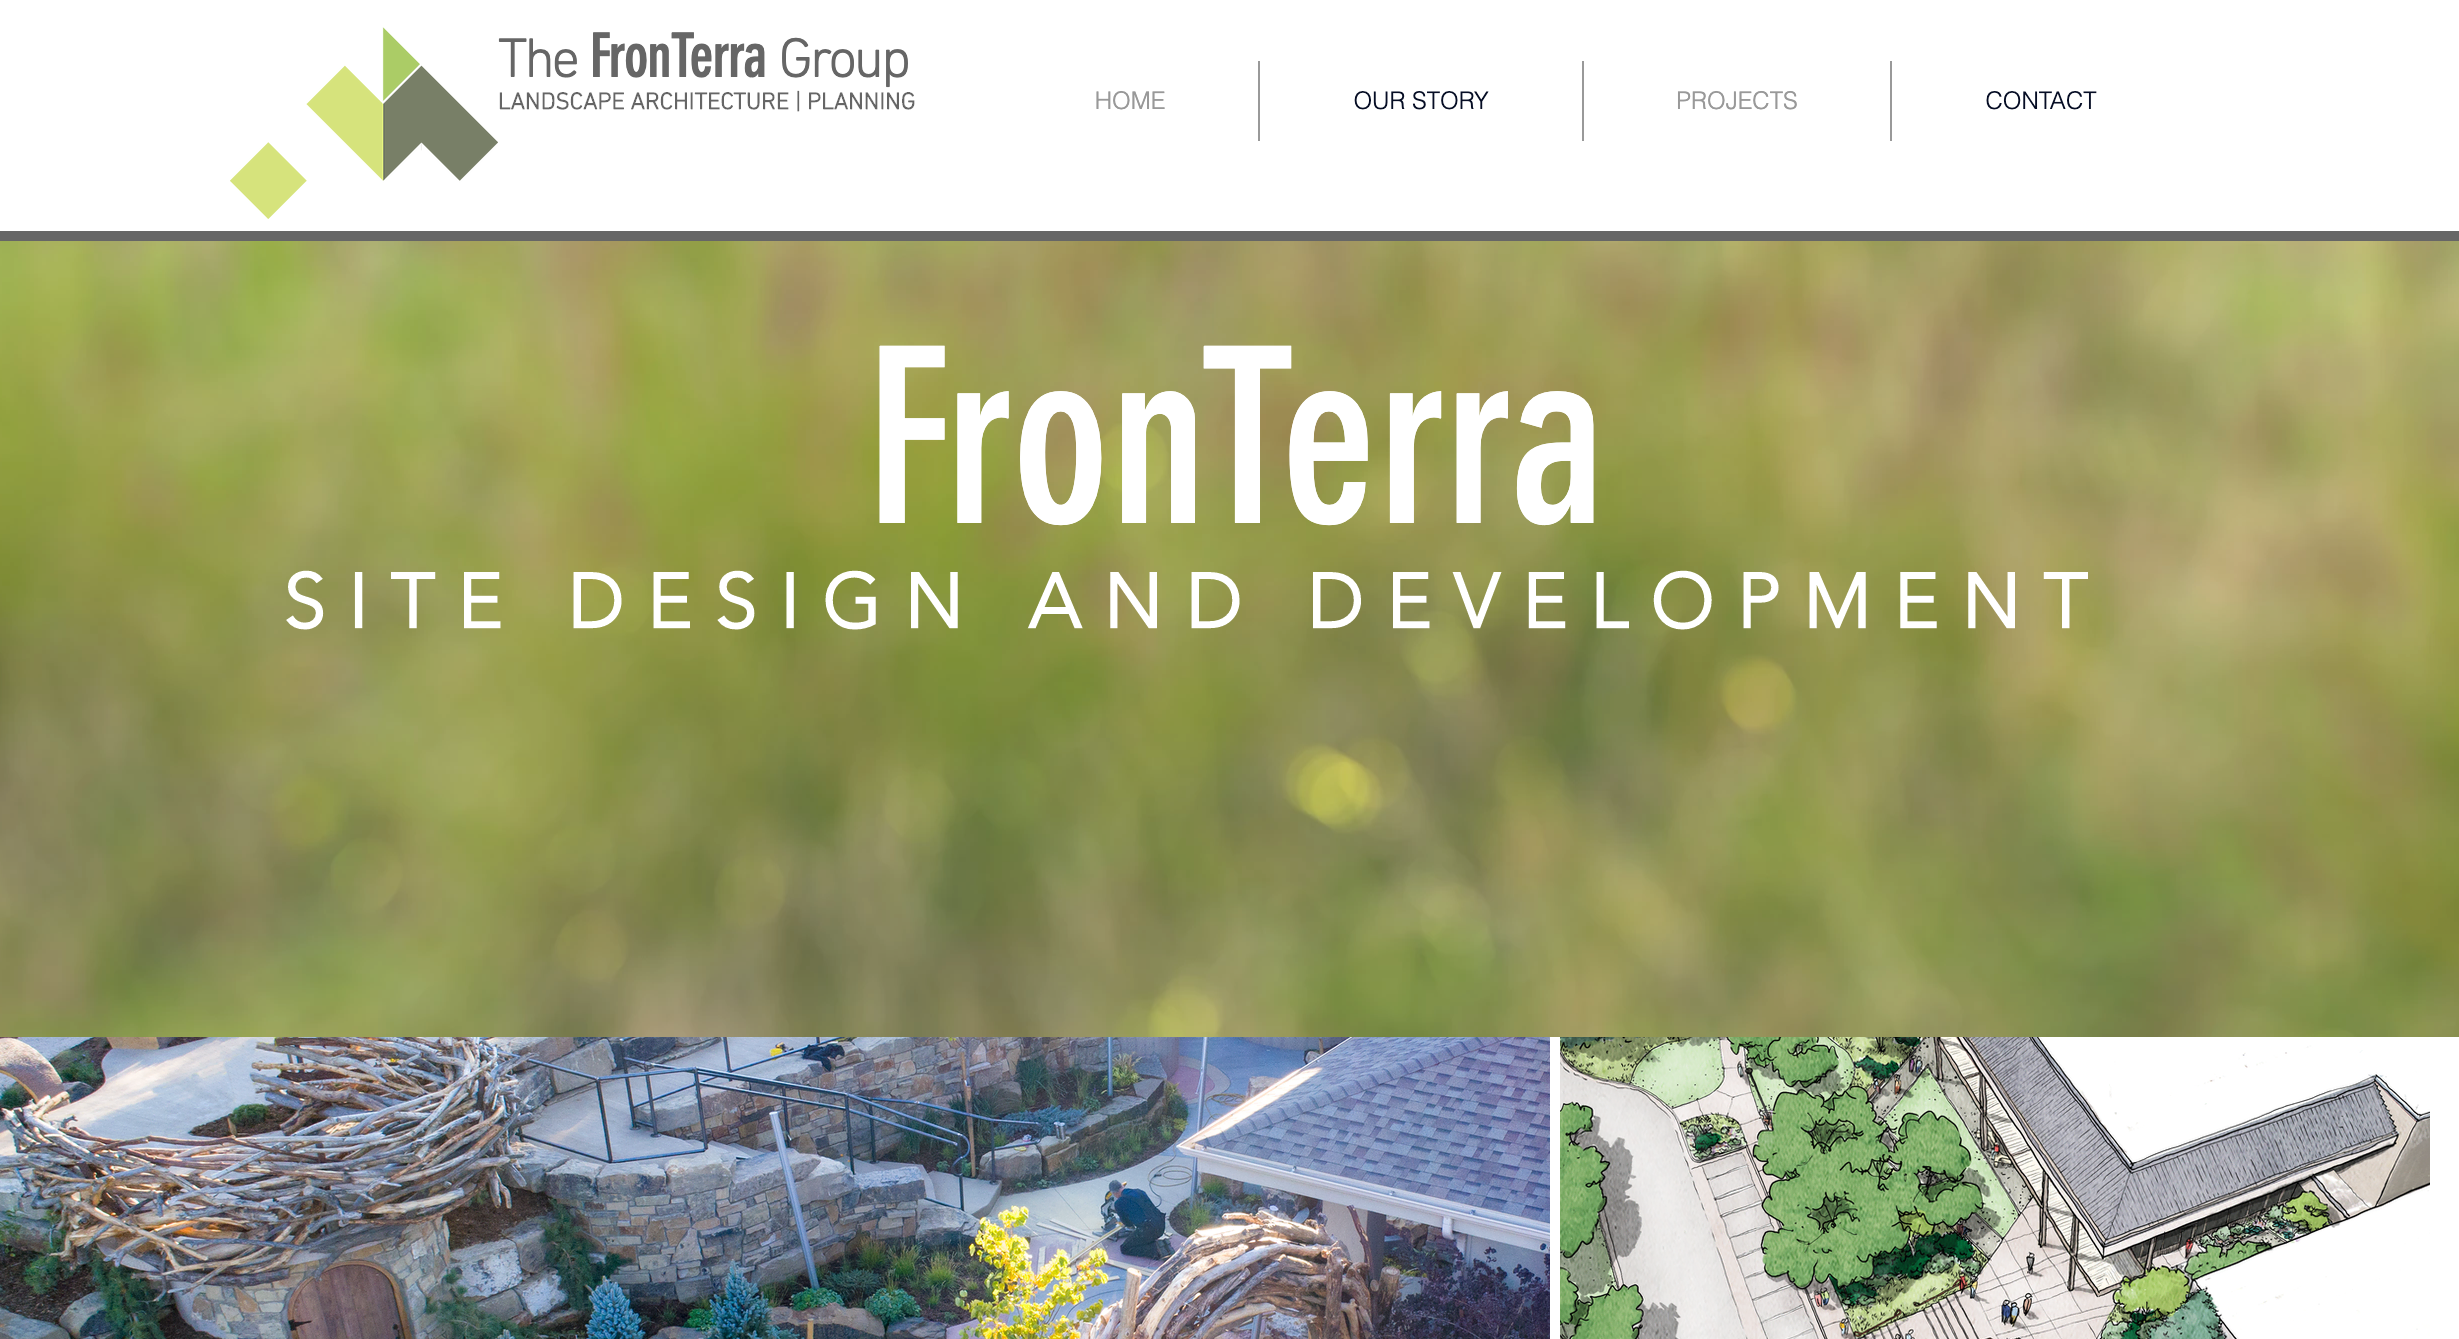 The FronTerra Group
LANDSCAPE ARCHITECTURE | PLANNING
HOME
OUR STORY
PROJECTS
CONTACT
FronTerra
SITE DESIGN AND DEVELOPMENT